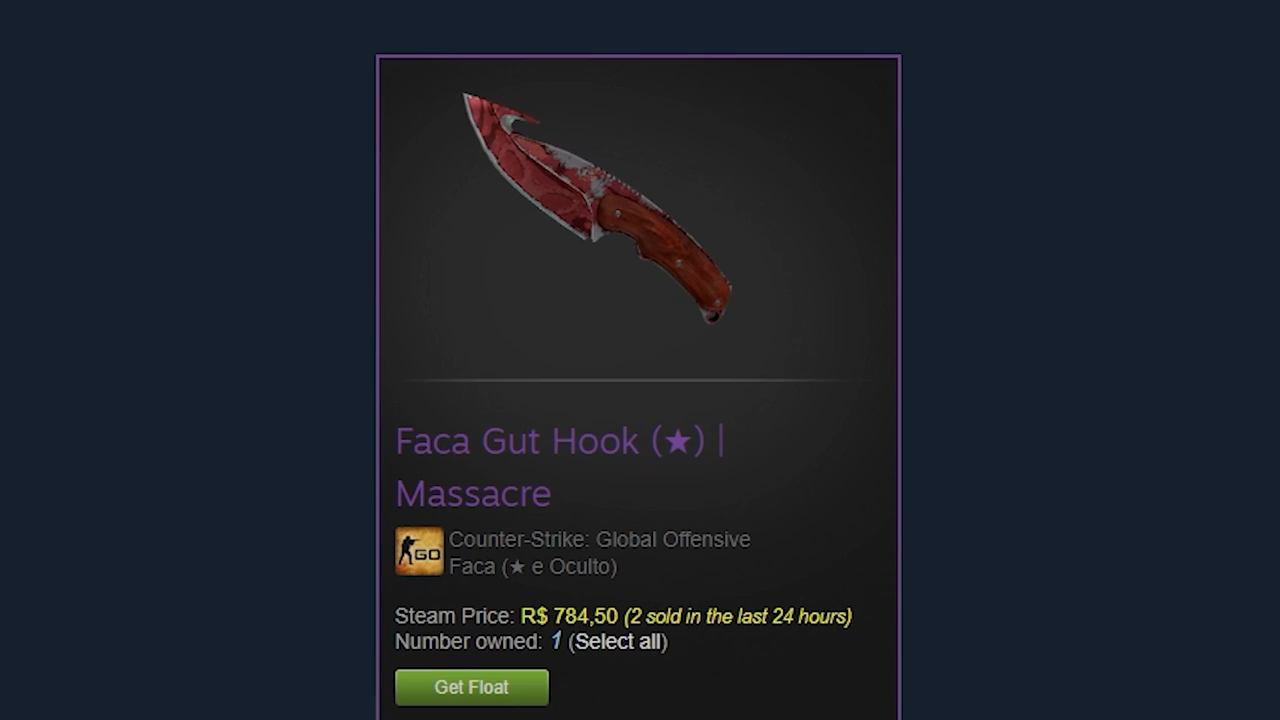 Faca Gut Hook (★) |
Massacre
GO
Counter-Strike: Global Offensive
Faca (★ e Oculto)
Steam Price: R$ 784,50 (2 sold in the last 24 hours)
Number owned: 1 (Select all)
Get Float